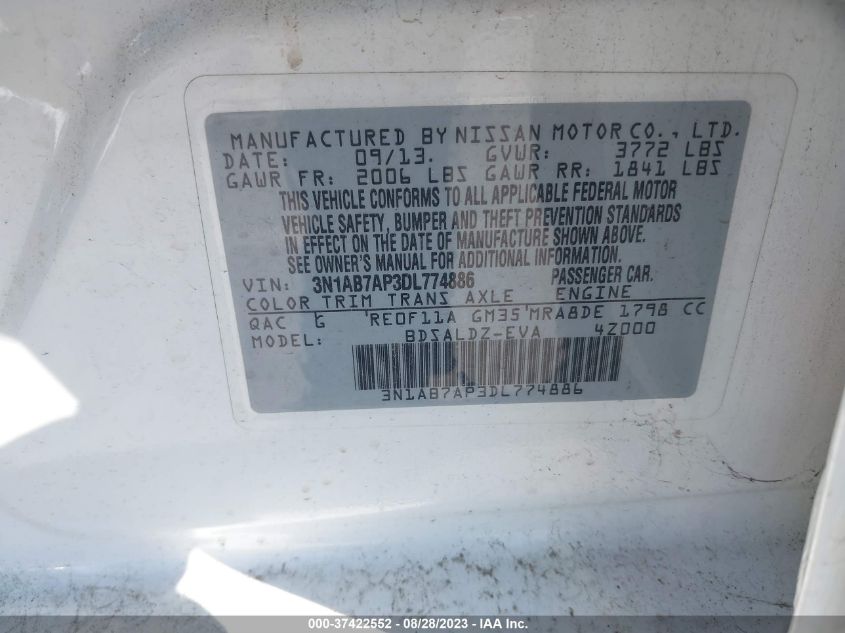 MANUFACTURED BY NISSAN MOTOR CO., LTD.
DATE: 09/13. GVWR: 3772 LBS
GAWR FR: 2006 LBS GAWR RR: 1841 LBS
THIS VEHICLE CONFORMS TO ALL APPLICABLE FEDERAL MOTOR
VEHICLE SAFETY, BUMPER AND THEFT PREVENTION STANDARDS
IN EFFECT ON THE DATE OF MANUFACTURE SHOWN ABOVE.
SEE OWNER'S MANUAL FOR ADDITIONAL INFORMATION.
VIN: 3N1AB7AP3DL774886 PASSENGER CAR.
COLOR TRIM TRANS AXLE ENGINE
QAC G RE0F11A GM35 MRA8DE 1798 CC
MODEL: BDSALDZ-EVA 4Z000
3N1AB7AP3DL774886
000-37422552 / 08/28/2023 - IAA Inc.